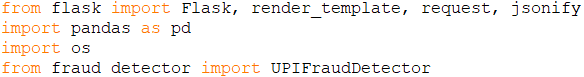 from flask import Flask, render_template, request, jsonify
import pandas as pd
import os
from fraud detector import UPIFraudDetector